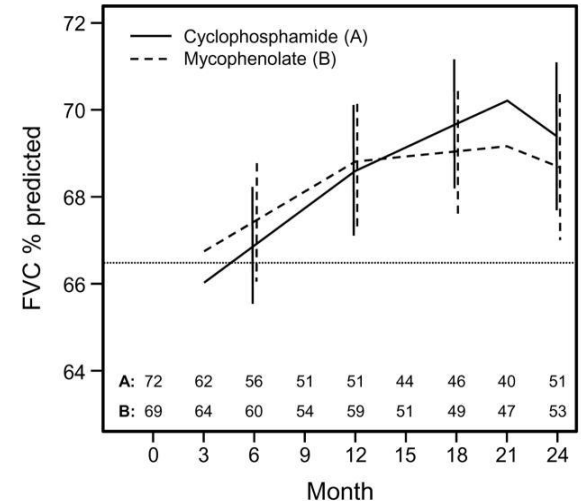 72
70
68
66
64
FVC % predicted
Cyclophosphamide (A)
Mycophenolate (B)
A: 72 62 56 51 51 44 46 40 51
B: 69 64 60 54 59 51 49 47 53
0 3 6 9 12 15 18 21 24
Month